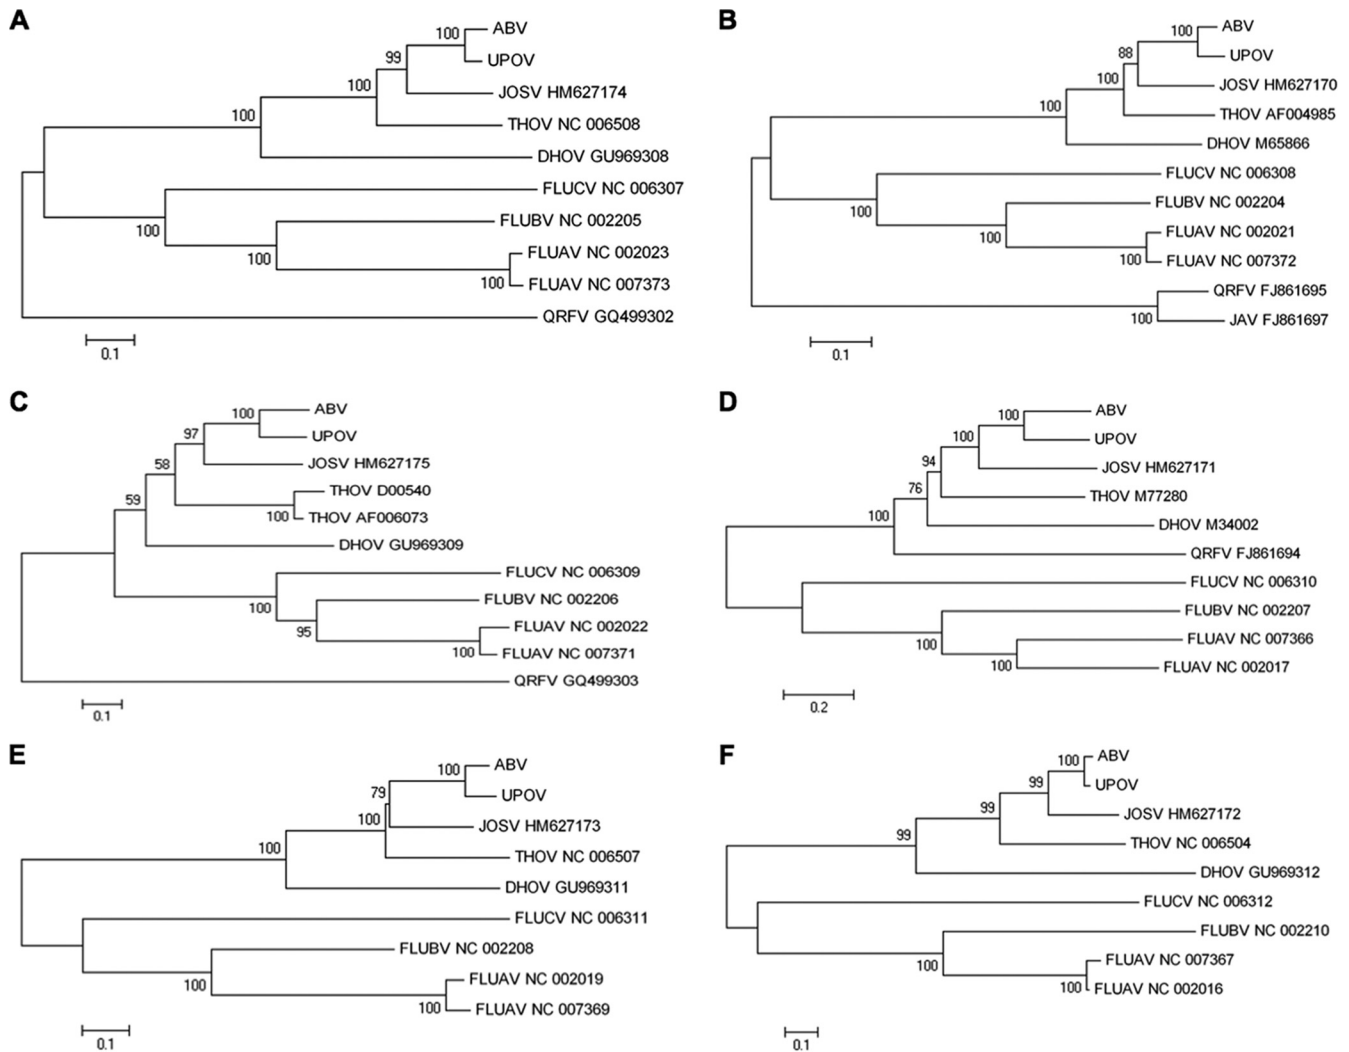 A
100
ABV
UPOV
99
100
JOSV HM627174
100
THOV NC 006508
DHOV GU969308
FLUCV NC 006307
100
FLUBV NC 002205
100
FLUAV NC 002023
100
FLUAV NC 007373
QRFV GQ499302
0.1
B
100
ABV
UPOV
88
100
JOSV HM627170
100
THOV AF004985
DHOV M65866
FLUCV NC 006308
100
FLUBV NC 002204
100
FLUAV NC 002021
100
FLUAV NC 007372
QRFV FJ861695
100
JAV FJ861697
0.1
C
100
ABV
97
UPOV
58
JOSV HM627175
59
THOV D00540
100
THOV AF006073
DHOV GU969309
FLUCV NC 006309
100
FLUBV NC 002206
95
FLUAV NC 002022
100
FLUAV NC 007371
QRFV GQ499303
0.1
D
100
ABV
100
UPOV
94
JOSV HM627171
76
THOV M77280
100
DHOV M34002
QRFV FJ861694
FLUCV NC 006310
FLUBV NC 002207
100
FLUAV NC 007366
100
FLUAV NC 002017
0.2
E
100
ABV
79
UPOV
100
JOSV HM627173
100
THOV NC 006507
DHOV GU969311
FLUCV NC 006311
FLUBV NC 002208
100
FLUAV NC 002019
100
FLUAV NC 007369
0.1
F
100
ABV
99
UPOV
99
JOSV HM627172
99
THOV NC 006504
DHOV GU969312
FLUCV NC 006312
FLUBV NC 002210
100
FLUAV NC 007367
100
FLUAV NC 002016
0.1